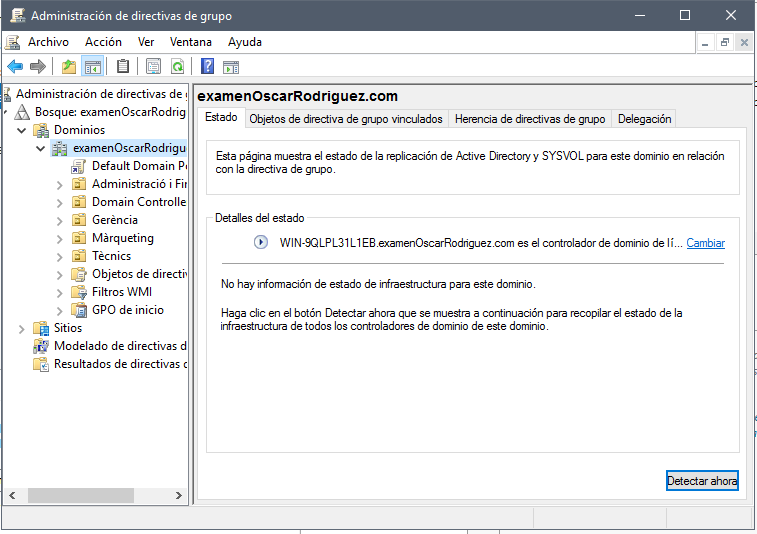 Administración de directivas de grupo
Archivo Acción Ver Ventana Ayuda
Administración de directivas de g
Bosque: examenOscarRodrig
Dominios
examenOscarRodrigu
Default Domain Po
Administració i Fir
Domain Controlle
Gerència
Màrqueting
Tècnics
Objetos de directiv
Filtros WMI
GPO de inicio
Sitios
Modelado de directivas d
Resultados de directivas d
examenOscarRodriguez.com
Estado Objetos de directiva de grupo vinculados Herencia de directivas de grupo Delegación
Esta página muestra el estado de la replicación de Active Directory y SYSVOL para este dominio en relación
con la directiva de grupo.
Detalles del estado
WIN-9QLPL31L1EB.examenOscarRodriguez.com es el controlador de dominio de lí... Cambiar
No hay información de estado de infraestructura para este dominio.
Haga clic en el botón Detectar ahora que se muestra a continuación para recopilar el estado de la
infraestructura de todos los controladores de dominio de este dominio.
Detectar ahora